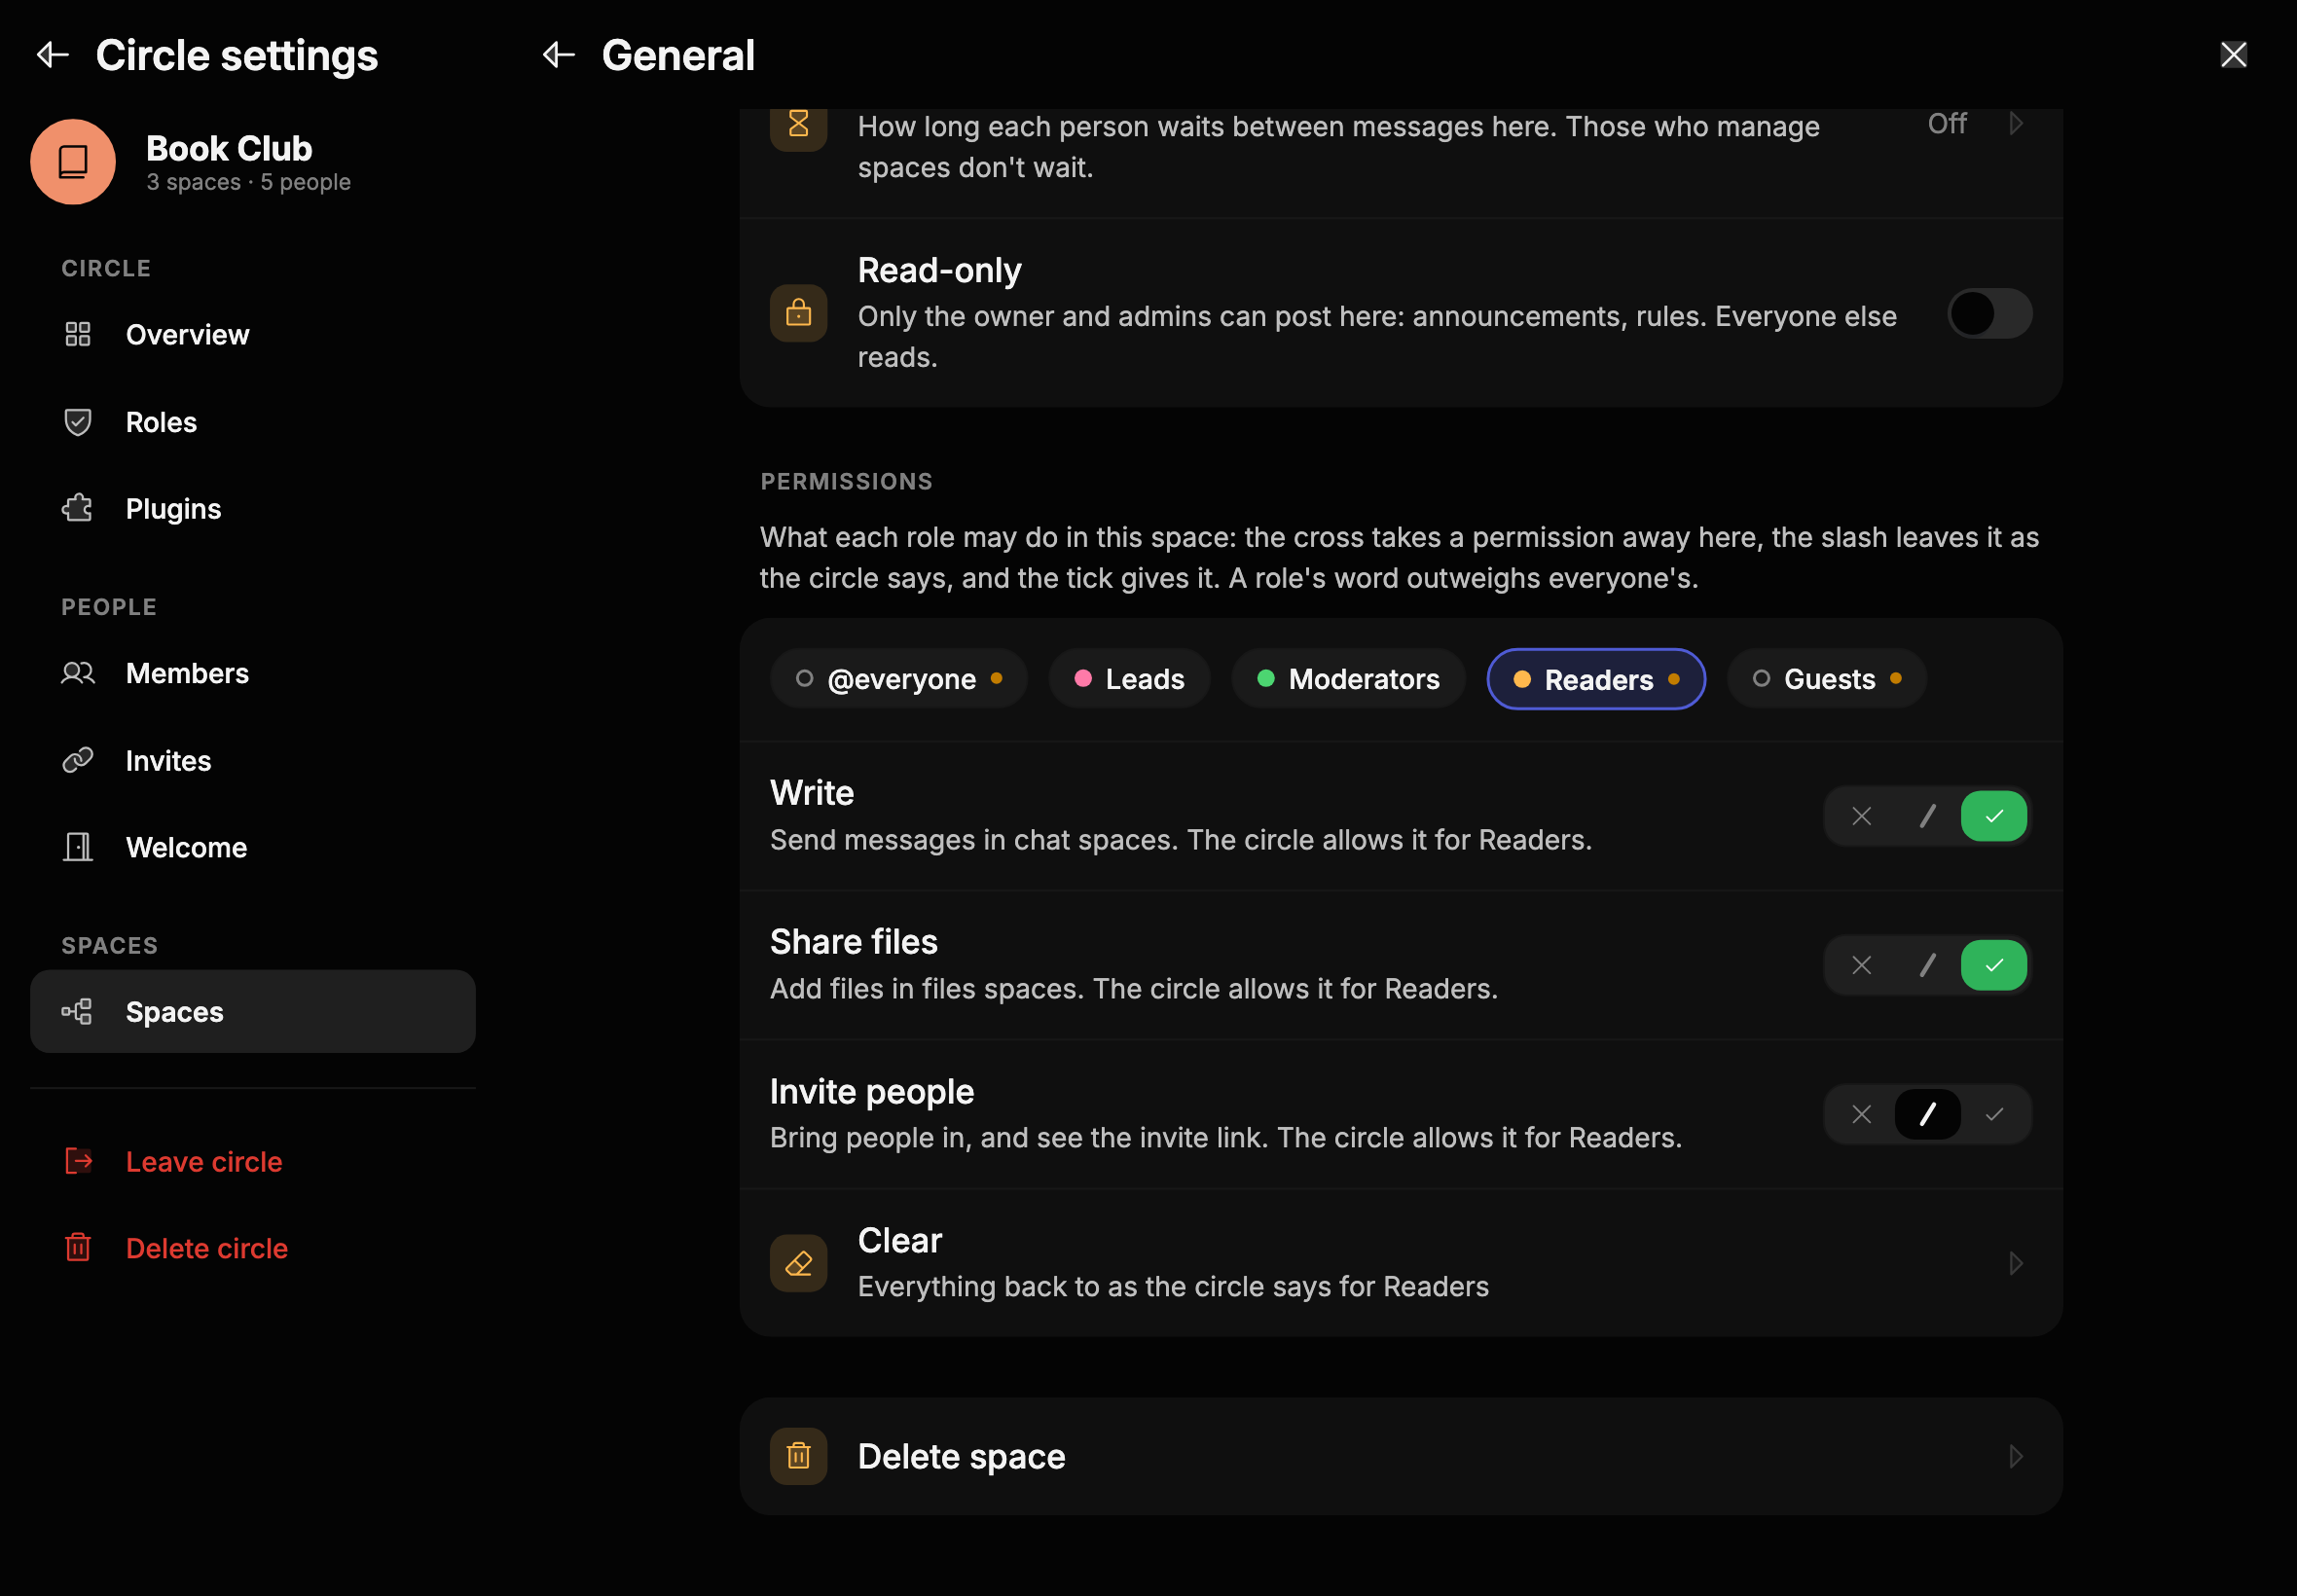 Circle settings
General
Book Club
3 spaces · 5 people
CIRCLE
Overview
Roles
Plugins
PEOPLE
Members
Invites
Welcome
SPACES
Spaces
Leave circle
Delete circle
How long each person waits between messages here. Those who manage
spaces don't wait.
Off
Read-only
Only the owner and admins can post here: announcements, rules. Everyone else
reads.
PERMISSIONS
What each role may do in this space: the cross takes a permission away here, the slash leaves it as
the circle says, and the tick gives it. A role's word outweighs everyone's.
@everyone
Leads
Moderators
Readers
Guests
Write
Send messages in chat spaces. The circle allows it for Readers.
Share files
Add files in files spaces. The circle allows it for Readers.
Invite people
Bring people in, and see the invite link. The circle allows it for Readers.
Clear
Everything back to as the circle says for Readers
Delete space